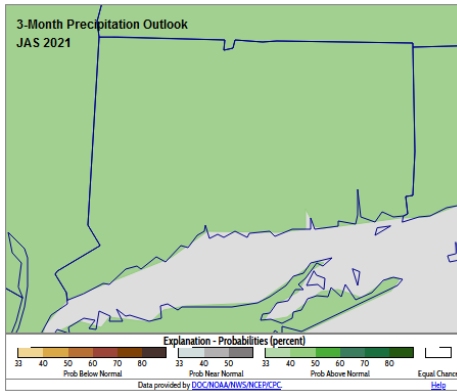 3-Month Precipitation Outlook
JAS 2021
Explanation - Probabilities (percent)
33 40 50 60 70 80 33 40 50 33 40 50 60 70 80
Prob Below Normal Prob Near Normal Prob Above Normal Equal Chance
Data provided by DOC/NOAA/NWS/NCEP/CPC. Help